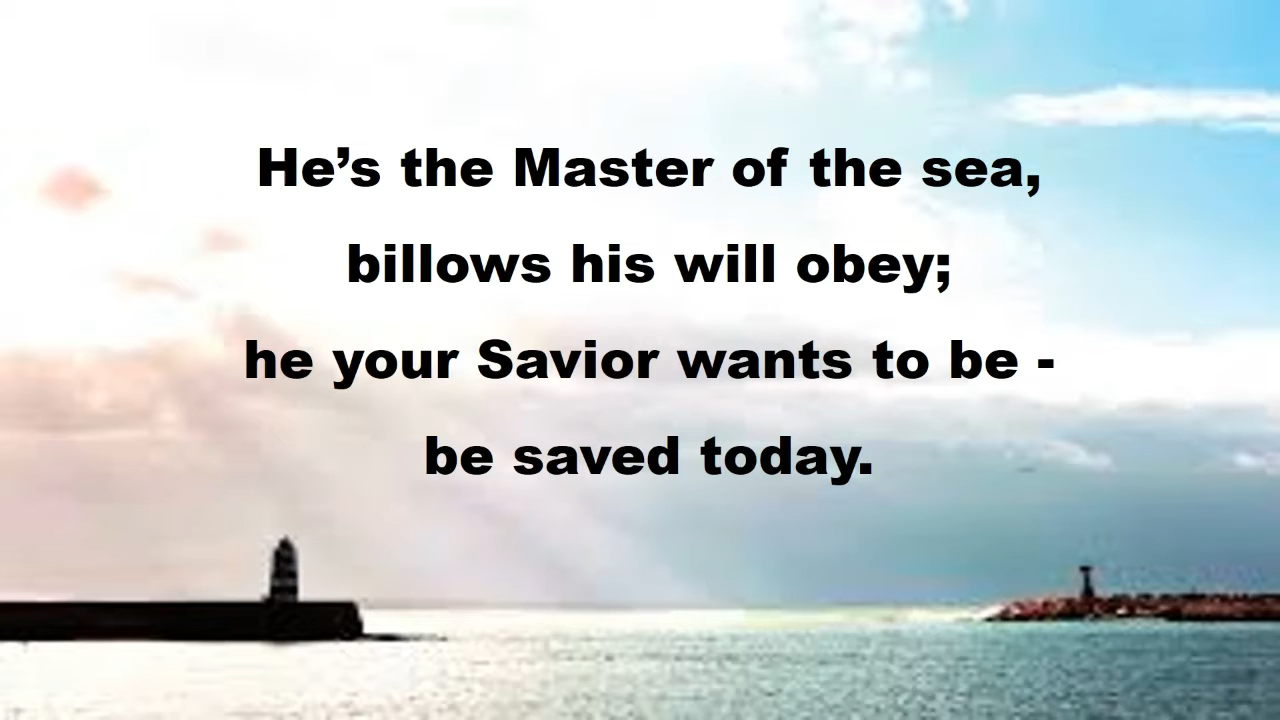 He’s the Master of the sea,
billows his will obey;
he your Savior wants to be -
be saved today.